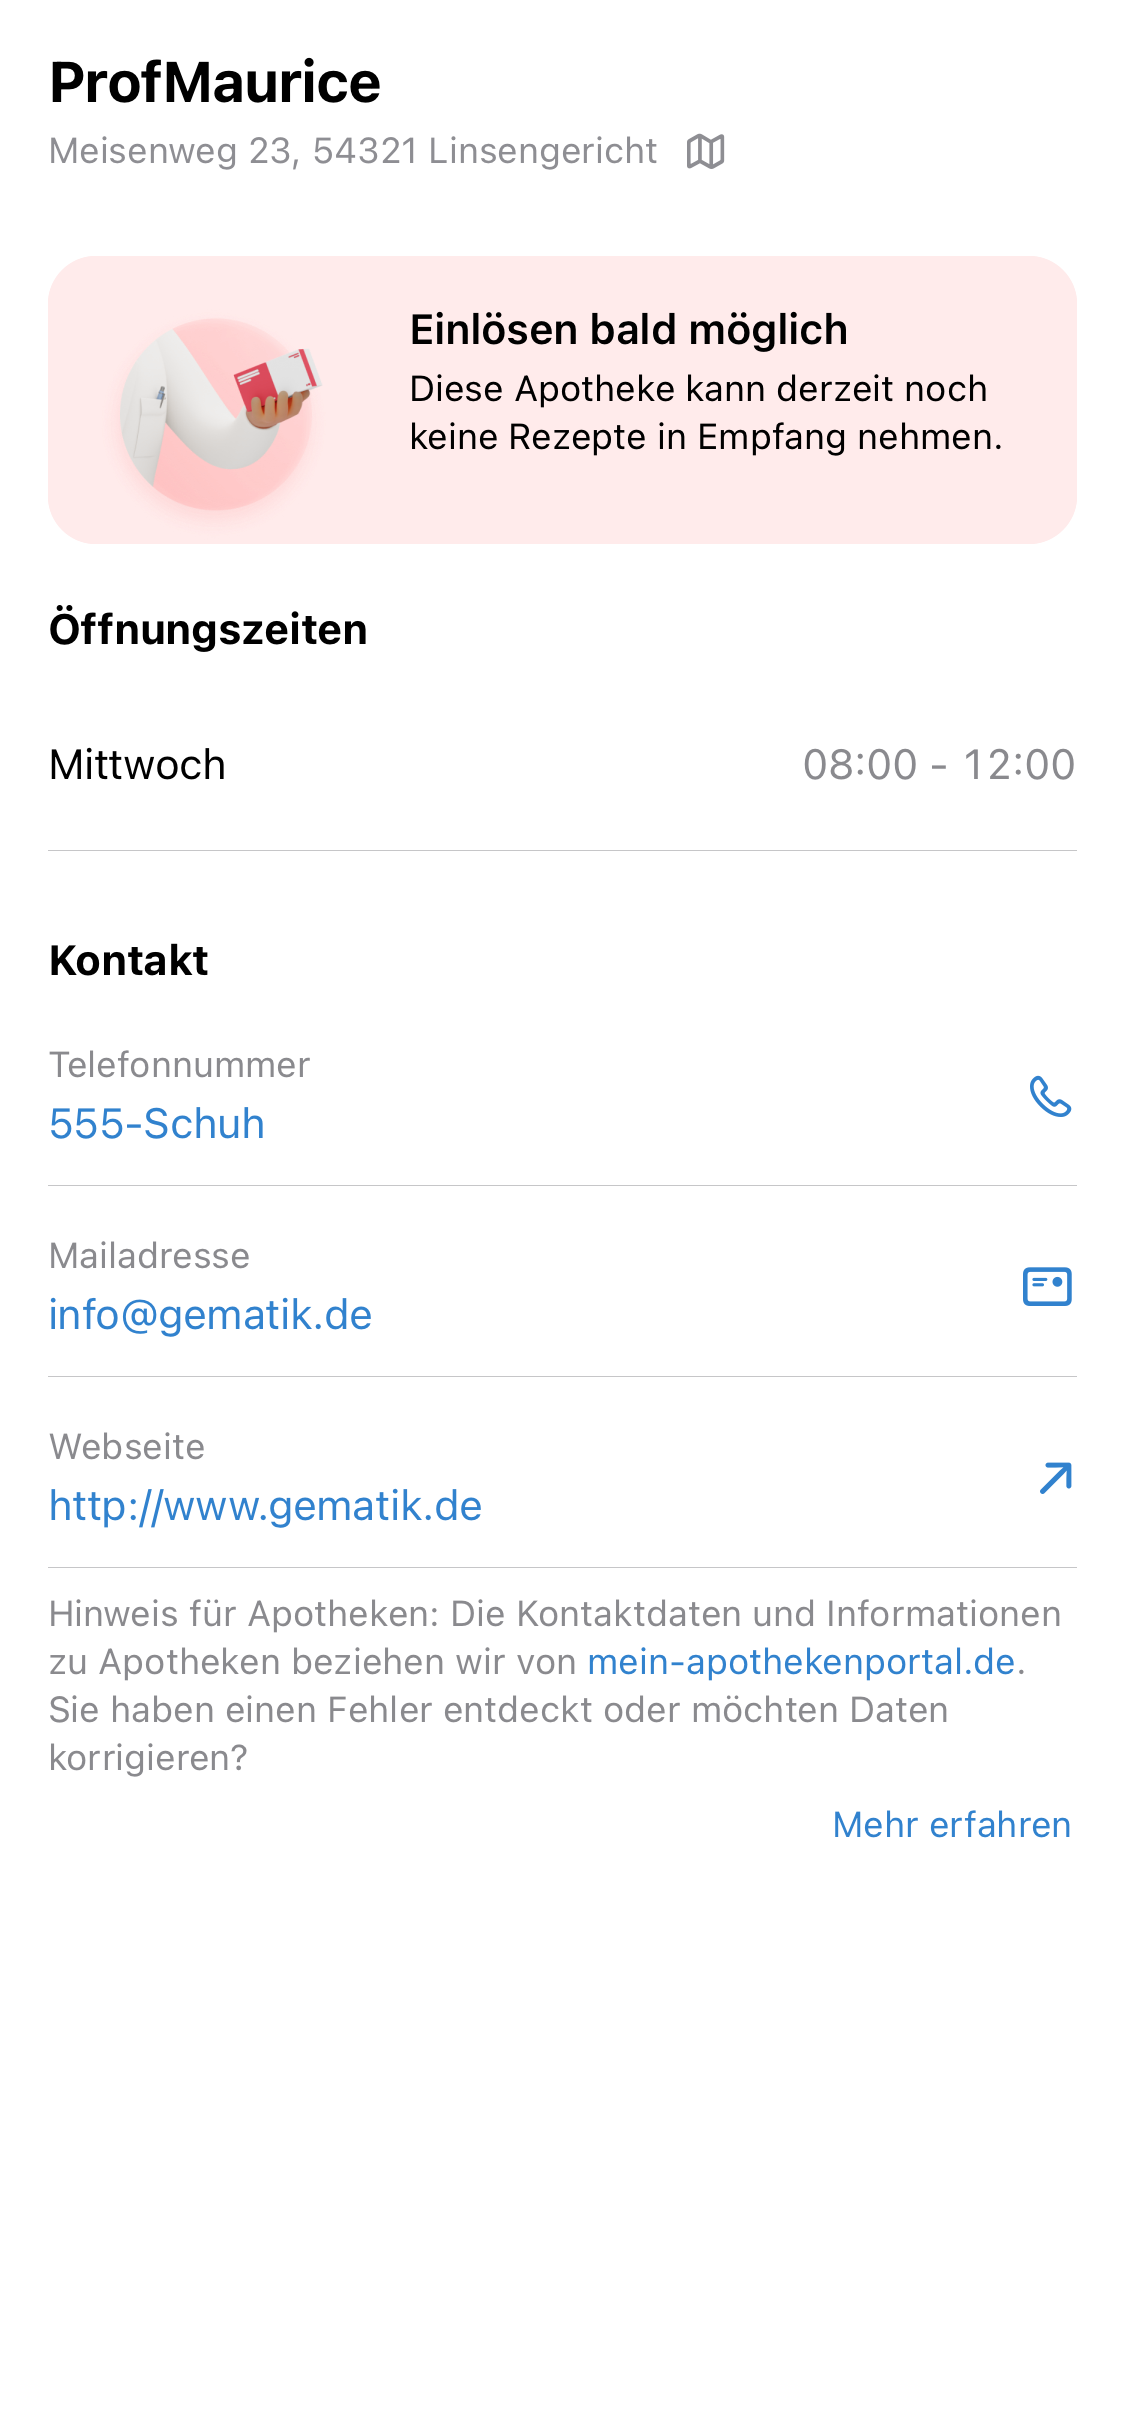 ProfMaurice
Meisenweg 23, 54321 Linsengericht
Einlösen bald möglich
Diese Apotheke kann derzeit noch
keine Rezepte in Empfang nehmen.
Öffnungszeiten
Mittwoch 08:00 - 12:00
Kontakt
Telefonnummer
555-Schuh
Mailadresse
info@gematik.de
Webseite
http://www.gematik.de
Hinweis für Apotheken: Die Kontaktdaten und Informationen
zu Apotheken beziehen wir von mein-apothekenportal.de.
Sie haben einen Fehler entdeckt oder möchten Daten
korrigieren?
Mehr erfahren